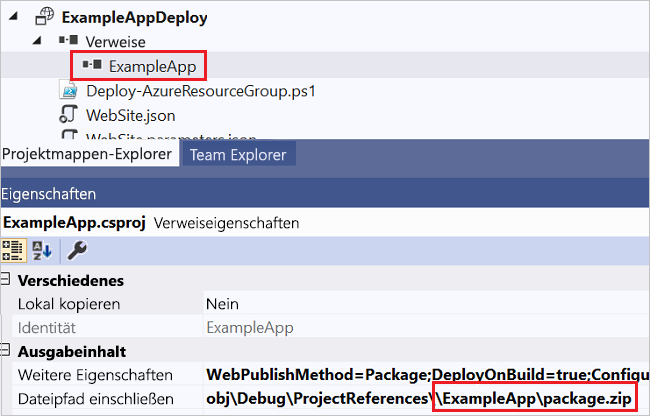 ExampleAppDeploy
Verweise
ExampleApp
Deploy-AzureResourceGroup.ps1
WebSite.json
WebSite.parameters.json
Projektmappen-Explorer Team Explorer
Eigenschaften
ExampleApp.csproj Verweiseigenschaften
Verschiedenes
Lokal kopieren Nein
Identität ExampleApp
Ausgabeinhalt
Weitere Eigenschaften WebPublishMethod=Package;DeployOnBuild=true;Configu
Dateipfad einschließen obj\Debug\ProjectReferences\\ExampleApp\package.zip